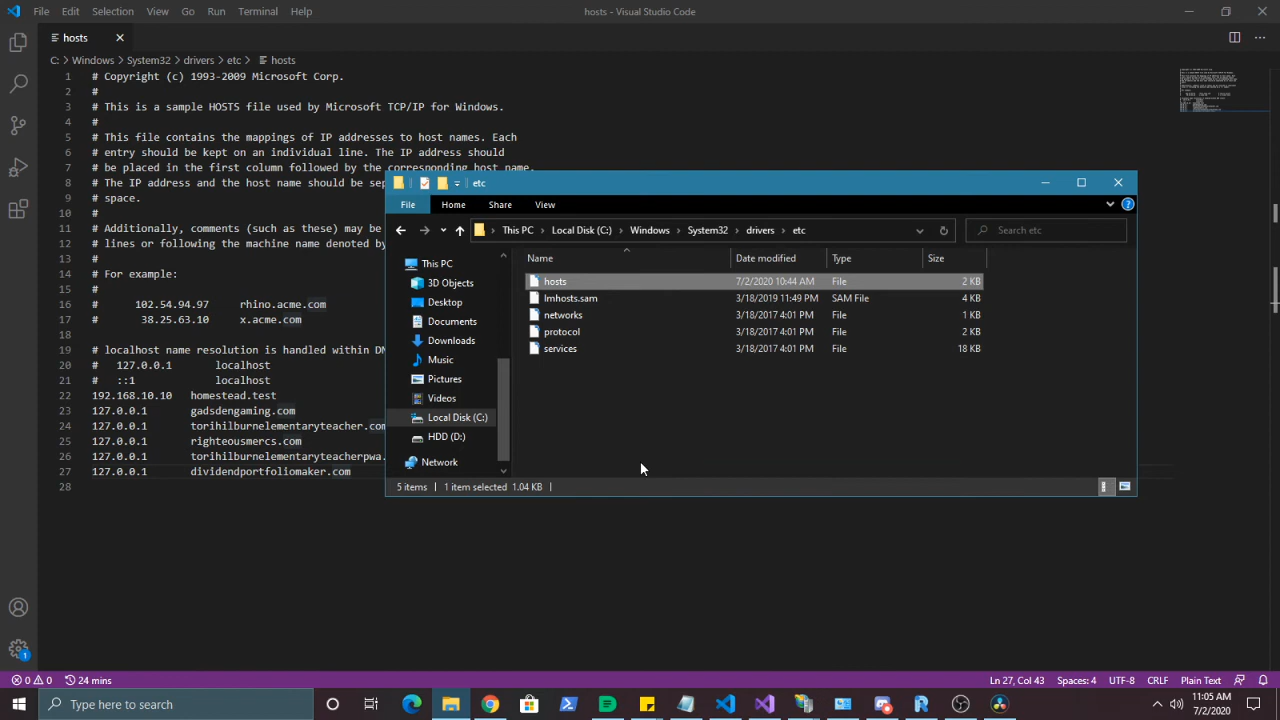 File Edit Selection View Go Run Terminal Help hosts - Visual Studio Code
hosts
C: > Windows > System32 > drivers > etc > hosts
1 # Copyright (c) 1993-2009 Microsoft Corp.
2 #
3 # This is a sample HOSTS file used by Microsoft TCP/IP for Windows.
4 #
5 # This file contains the mappings of IP addresses to host names. Each
6 # entry should be kept on an individual line. The IP address should
7 # be placed in the first column followed by the corresponding host name.
8 # The IP address and the host name should be sep
9 # space.
10 #
11 # Additionally, comments (such as these) may be
12 # lines or following the machine name denoted by
13 #
14 # For example:
15 #
16 # 102.54.94.97 rhino.acme.com
17 # 38.25.63.10 x.acme.com
18
19 # localhost name resolution is handled within DN
20 # 127.0.0.1 localhost
21 # ::1 localhost
22 192.168.10.10 homestead.test
23 127.0.0.1 gadsdengaming.com
24 127.0.0.1 torihilburnelementaryteacher.com
25 127.0.0.1 righteousmercs.com
26 127.0.0.1 torihilburnelementaryteacherpwa.
27 127.0.0.1 dividendportfoliomaker.com
28
etc
File Home Share View
This PC > Local Disk (C:) > Windows > System32 > drivers > etc
Search etc
This PC
3D Objects
Desktop
Documents
Downloads
Music
Pictures
Videos
Local Disk (C:)
HDD (D:)
Network
Name Date modified Type Size
hosts 7/2/2020 10:44 AM File 2 KB
lmhosts.sam 3/18/2019 11:49 PM SAM File 4 KB
networks 3/18/2017 4:01 PM File 1 KB
protocol 3/18/2017 4:01 PM File 2 KB
services 3/18/2017 4:01 PM File 18 KB
5 items 1 item selected 1.04 KB
1
0 0 24 mins Ln 27, Col 43 Spaces: 4 UTF-8 CRLF Plain Text
Type here to search
11:05 AM
7/2/2020